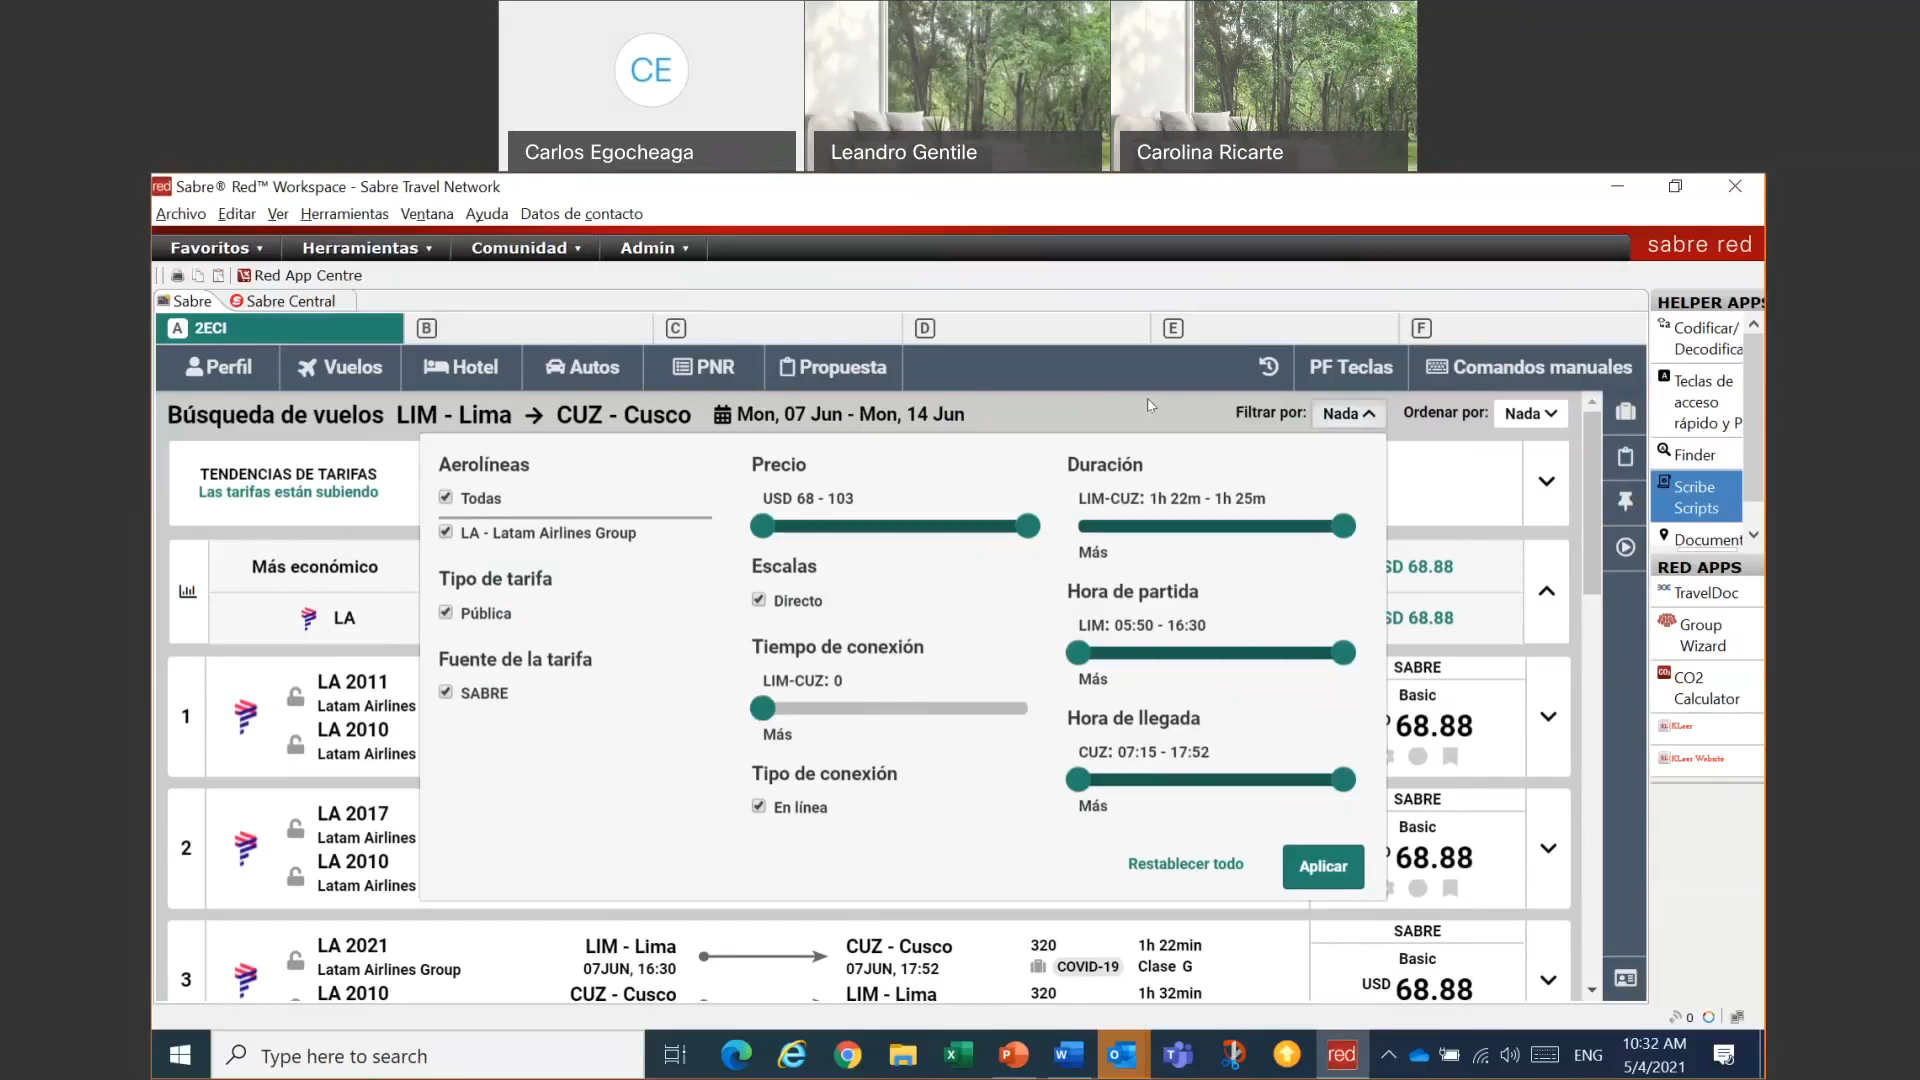 CE
Carlos Egocheaga
Leandro Gentile
Carolina Ricarte
red Sabre® Red™ Workspace - Sabre Travel Network
Archivo Editar Ver Herramientas Ventana Ayuda Datos de contacto
Favoritos Herramientas Comunidad Admin
sabre red
Red App Centre
Sabre Sabre Central
A 2ECI B C D E F
Perfil Vuelos Hotel Autos PNR Propuesta PF Teclas Comandos manuales
Búsqueda de vuelos LIM - Lima → CUZ - Cusco Mon, 07 Jun - Mon, 14 Jun
Filtrar por: Nada Ordenar por: Nada
TENDENCIAS DE TARIFAS
Las tarifas están subiendo
Más económico
LA
Aerolíneas
Todas
LA - Latam Airlines Group
Tipo de tarifa
Pública
Fuente de la tarifa
SABRE
Precio
USD 68 - 103
Escalas
Directo
Tiempo de conexión
LIM-CUZ: 0
Más
Tipo de conexión
En línea
Duración
LIM-CUZ: 1h 22m - 1h 25m
Más
Hora de partida
LIM: 05:50 - 16:30
Más
Hora de llegada
CUZ: 07:15 - 17:52
Más
Restablecer todo
Aplicar
SD 68.88
SD 68.88
1
LA 2011
Latam Airlines
LA 2010
Latam Airlines
SABRE
Basic
68.88
2
LA 2017
Latam Airlines
LA 2010
Latam Airlines
SABRE
Basic
68.88
3
LA 2021
Latam Airlines Group
LA 2010
LIM - Lima
07JUN, 16:30
CUZ - Cusco
07JUN, 17:52
320
COVID-19
1h 22min
Clase G
CUZ - Cusco
LIM - Lima
320
1h 32min
SABRE
Basic
USD 68.88
HELPER APPS
Codificar/
Decodifica
A Teclas de
acceso
rápido y P
Finder
Scribe
Scripts
Document
RED APPS
TravelDoc
Group
Wizard
CO2
CO2
Calculator
KLeer
KLeer Website
0
Type here to search
red
ENG
10:32 AM
5/4/2021